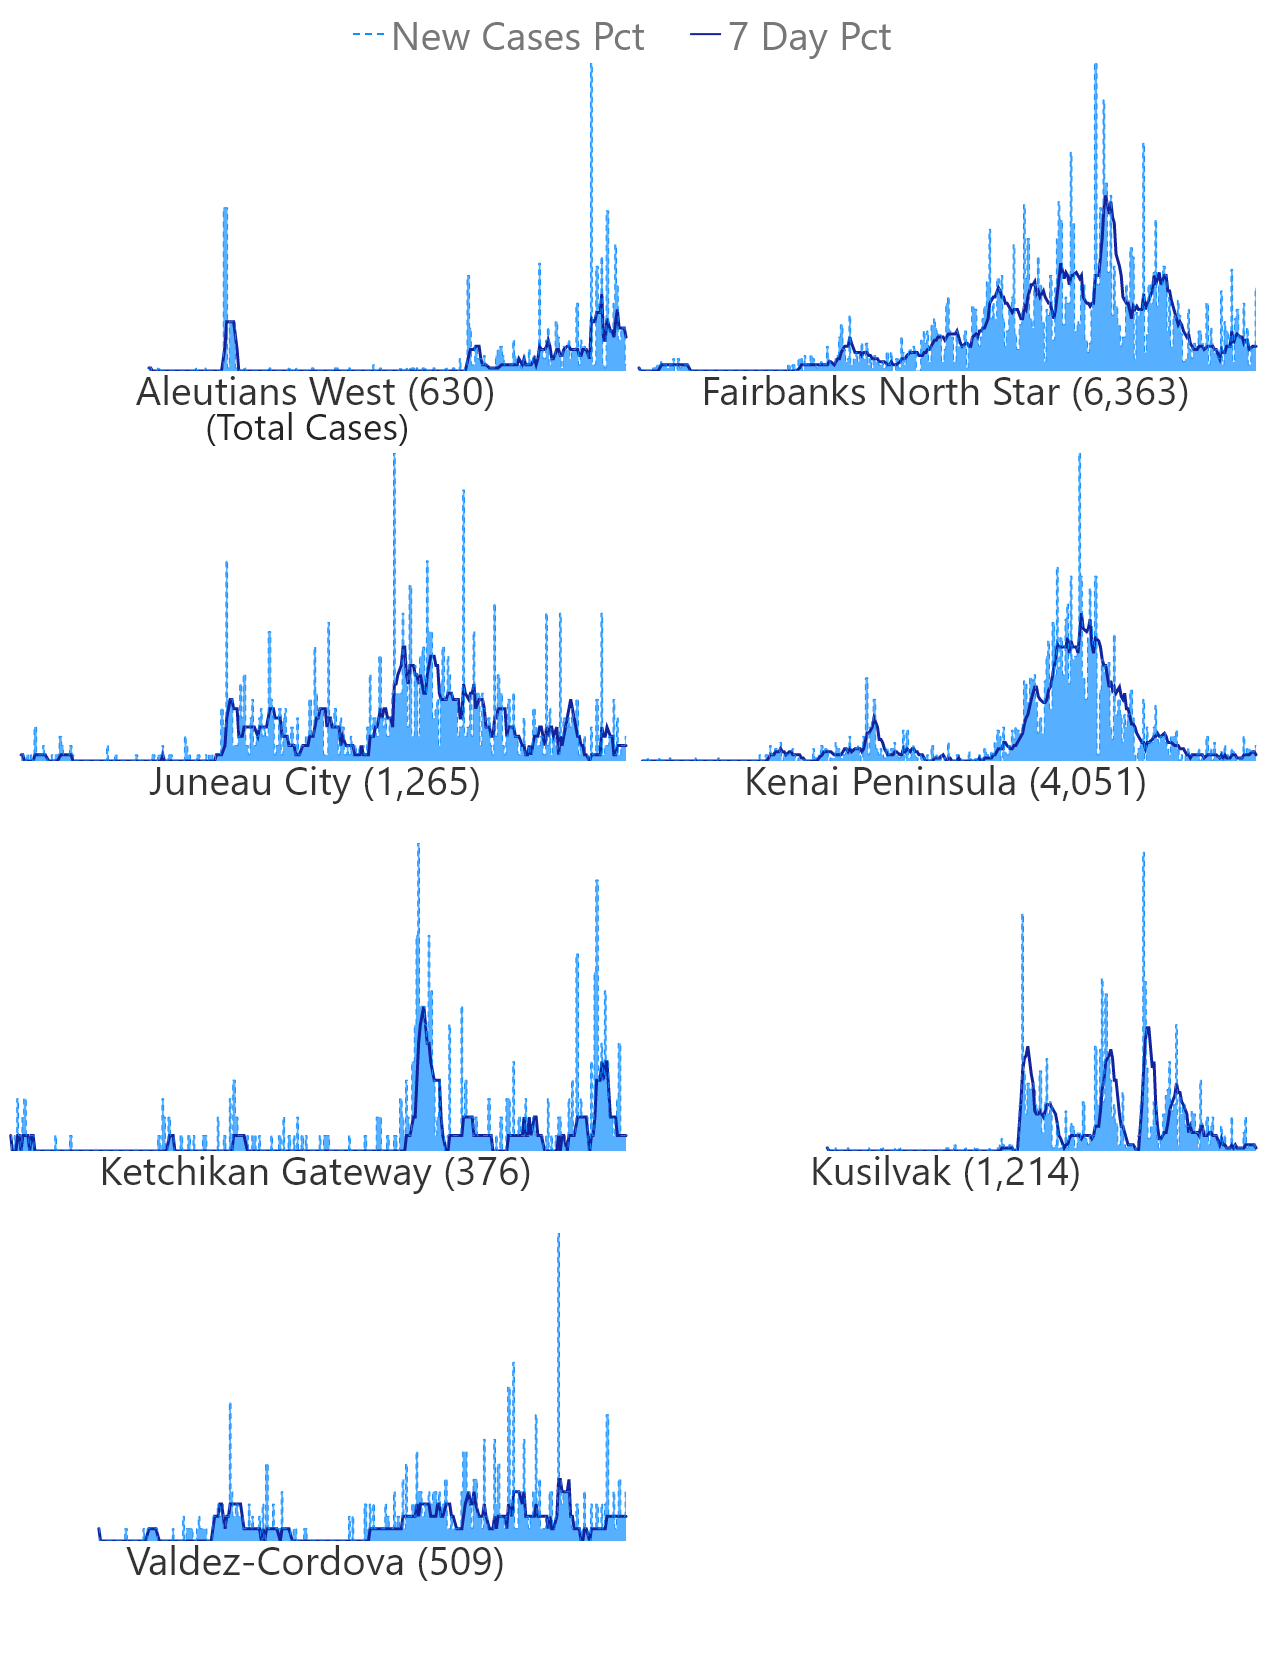 New Cases Pct 7 Day Pct
Aleutians West (630)
(Total Cases)
Fairbanks North Star (6,363)
Juneau City (1,265)
Kenai Peninsula (4,051)
Ketchikan Gateway (376)
Kusilvak (1,214)
Valdez-Cordova (509)